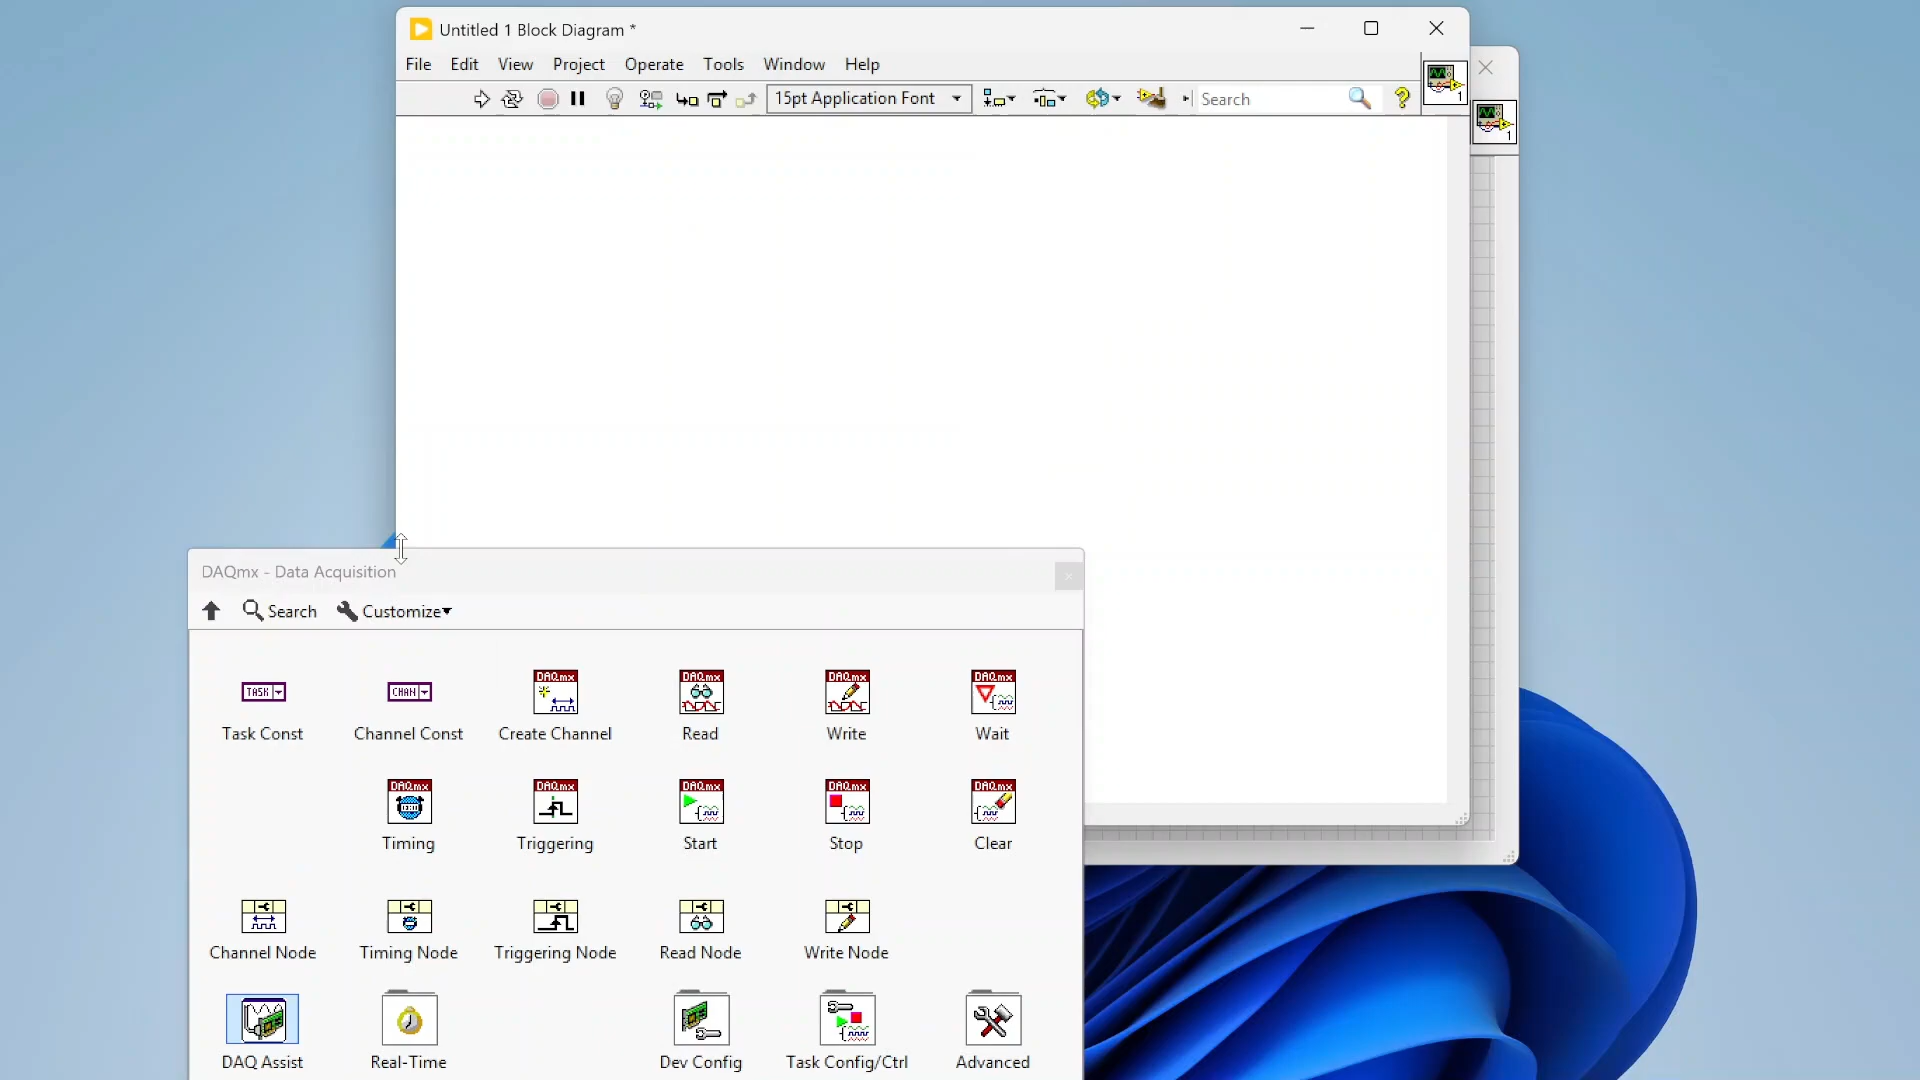 Untitled 1 Block Diagram *
File Edit View Project Operate Tools Window Help
15pt Application Font
Search
1
1
DAQmx - Data Acquisition
Search Customize
TASK CHAN DAQmx DAQmx DAQmx DAQmx
Task Const Channel Const Create Channel Read Write Wait
DAQmx DAQmx DAQmx DAQmx DAQmx
Timing Triggering Start Stop Clear
Channel Node Timing Node Triggering Node Read Node Write Node
DAQ Assist Real-Time Dev Config Task Config/Ctrl Advanced